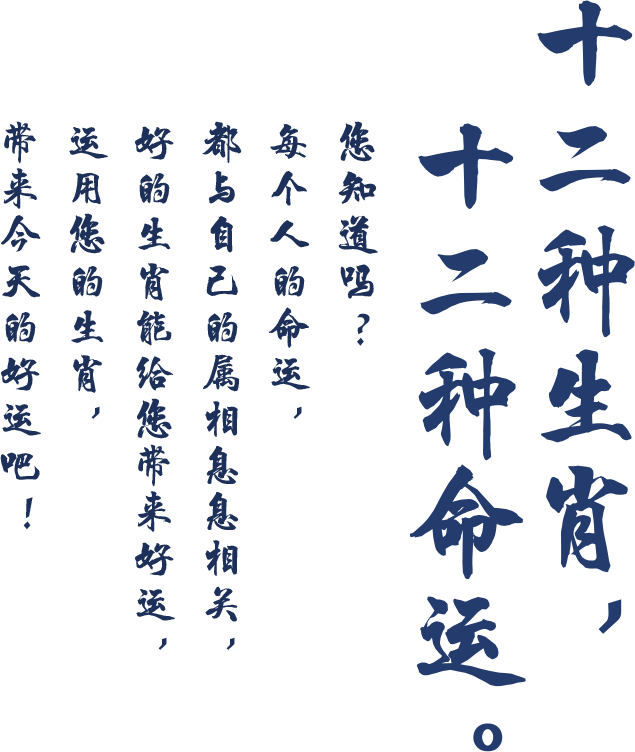 十二种生肖，
十二种命运。
您知道吗？
每个人的命运，
都与自己的属相息息相关，
好的生肖能给您带来好运，
运用您的生肖，
带来今天的好运吧！